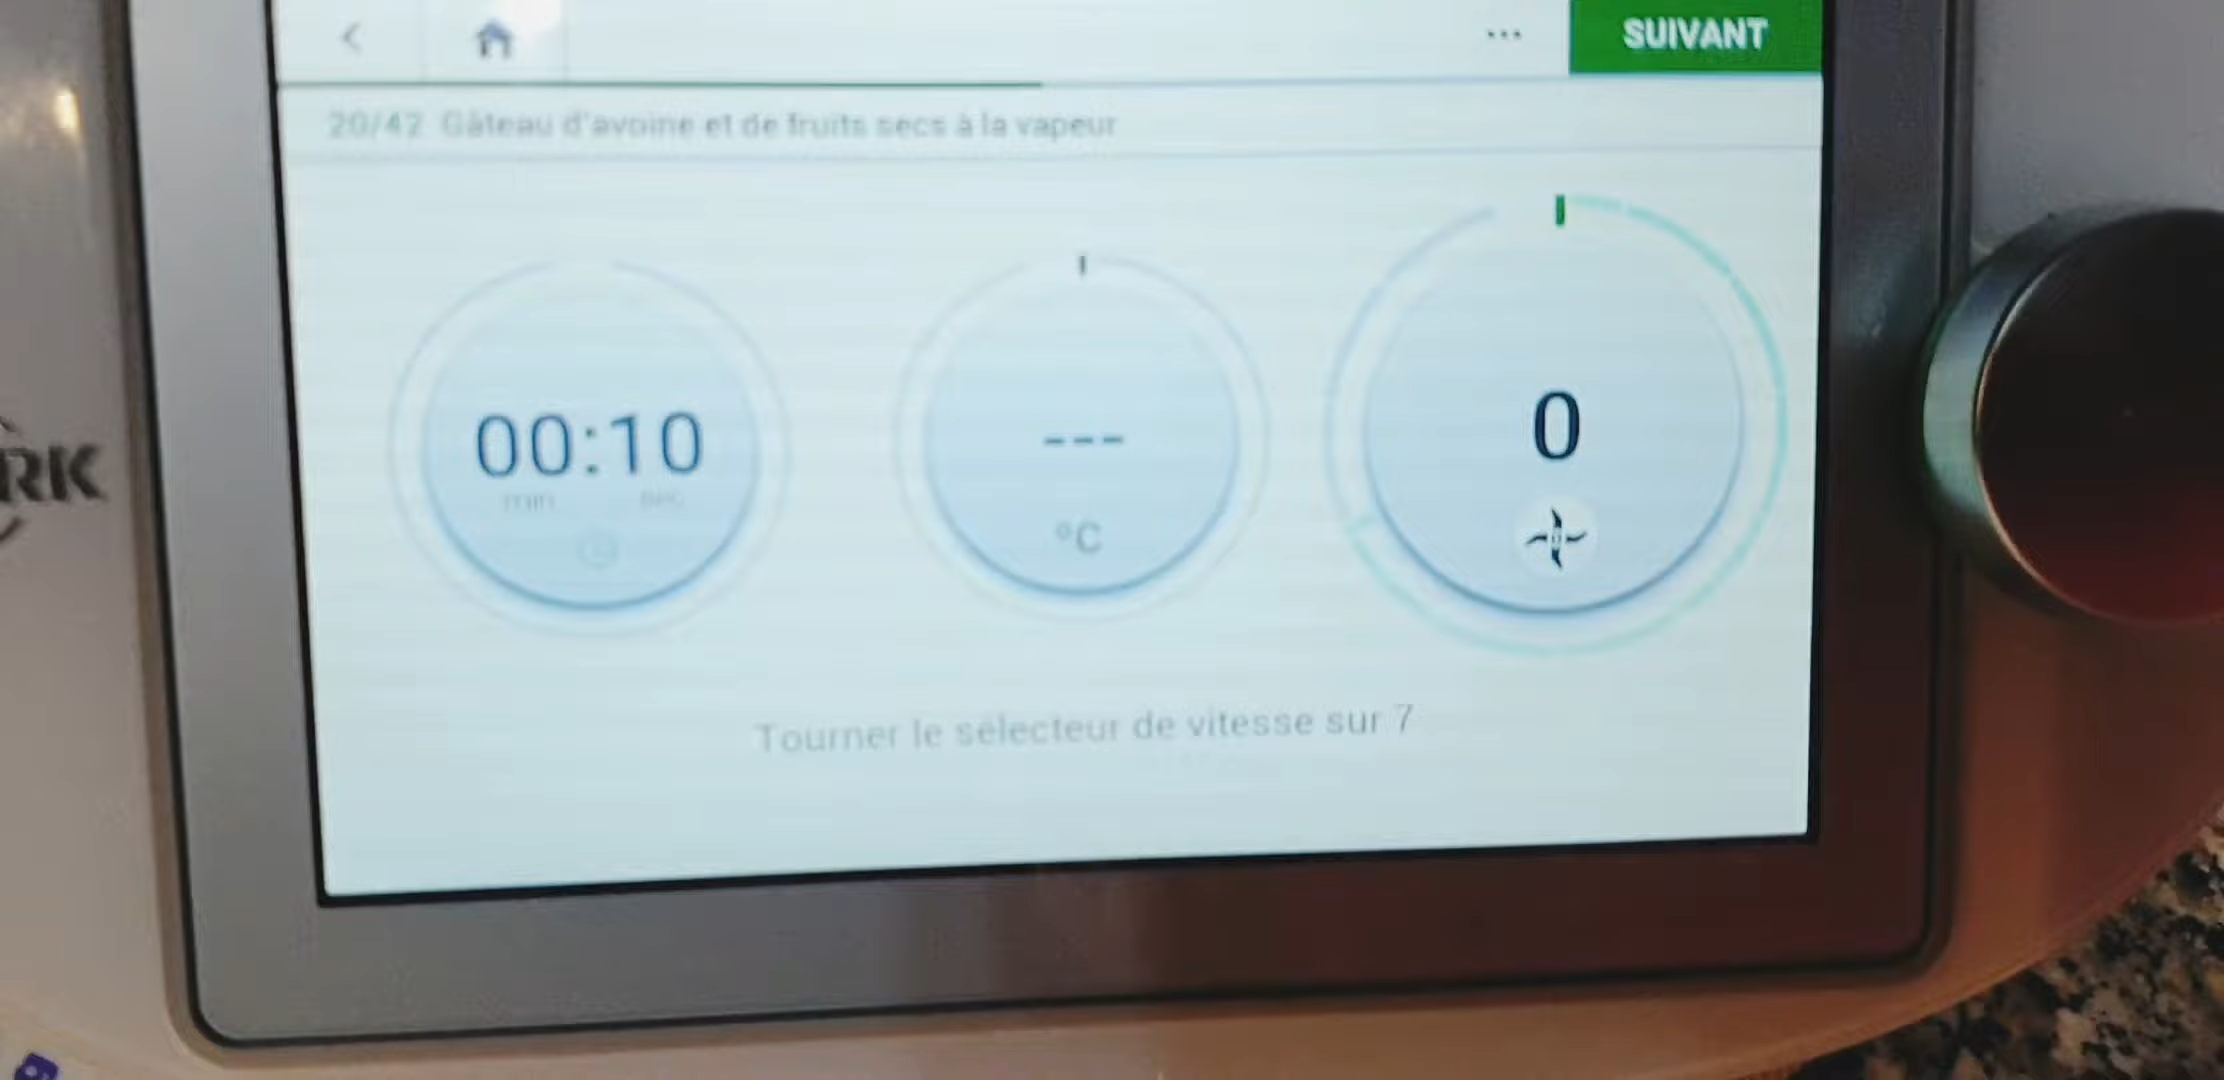 SUIVANT
20/42 Gâteau d'avoine et de fruits secs à la vapeur
00:10
min sec
---
°C
0
RK
Tourner le sélecteur de vitesse sur 7